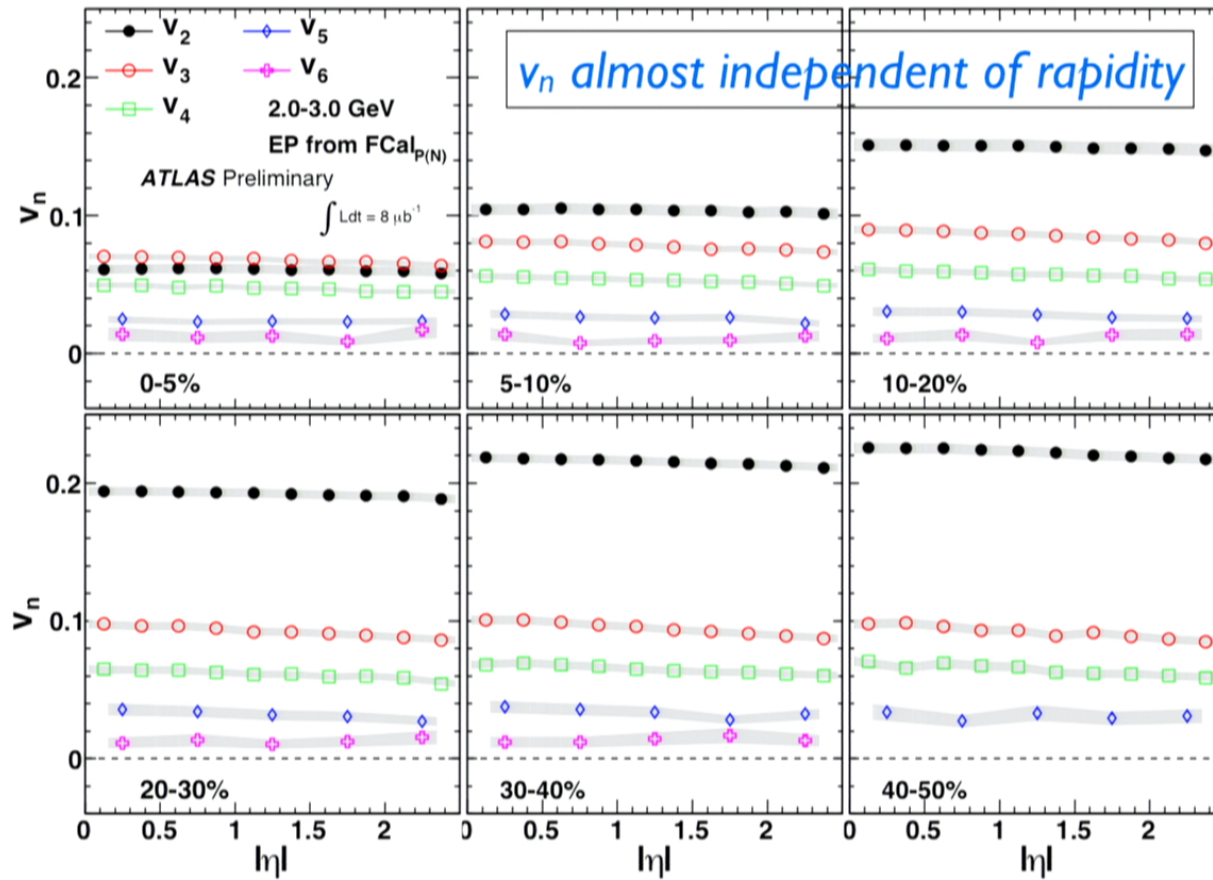 v₂ v₅
v₃ v₆
v₄ 2.0-3.0 GeV
EP from FCal_P(N)
ATLAS Preliminary
∫ Ldt = 8 μb⁻¹
vₙ almost independent of rapidity
0.2
0.1
0
vₙ
0-5% 5-10% 10-20%
0.2
0.1
0
vₙ
20-30% 30-40% 40-50%
0 0.5 1 1.5 2 0 0.5 1 1.5 2 0 0.5 1 1.5 2
|η| |η| |η|